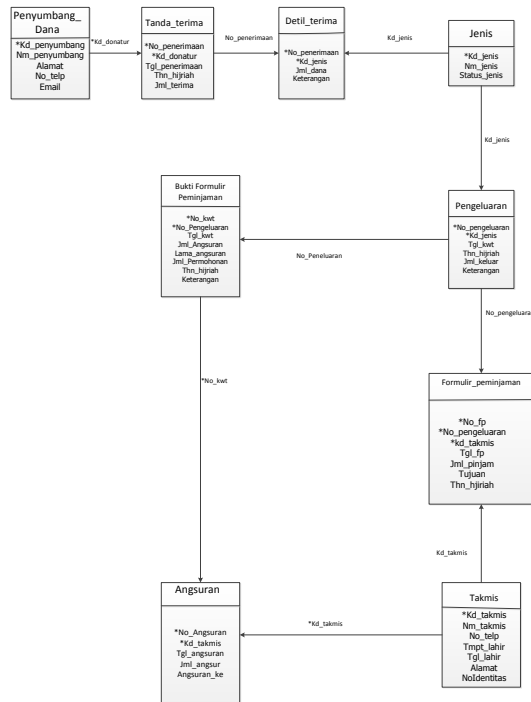 Penyumbang_
Dana
*Kd_penyumbang
Nm_penyumbang
Alamat
No_telp
Email
*Kd_donatur
Tanda_terima
*No_penerimaan
*Kd_donatur
Tgl_penerimaan
Thn_hijriah
Jml_terima
No_penerimaan
Detil_terima
*No_penerimaan
*Kd_jenis
Jml_dana
Keterangan
Kd_jenis
Jenis
*Kd_jenis
Nm_jenis
Status_jenis
Kd_jenis
Bukti Formulir
Peminjaman
*No_kwt
*No_Pengeluaran
Tgl_kwt
Jml_Angsuran
Lama_angsuran
Jml_Permohonan
Thn_hijriah
Keterangan
No_Peneluaran
Pengeluaran
*No_pengeluaran
*Kd_jenis
Tgl_kwt
Thn_hijriah
Jml_keluar
Keterangan
No_pengeluaran
*No_kwt
Formulir_peminjaman
*No_fp
*No_pengeluaran
*kd_takmis
Tgl_fp
Jml_pinjam
Tujuan
Thn_hjiriah
Kd_takmis
Angsuran
*No_Angsuran
*Kd_takmis
Tgl_angsuran
Jml_angsur
Angsuran_ke
*Kd_takmis
Takmis
*Kd_takmis
Nm_takmis
No_telp
Tmpt_lahir
Tgl_lahir
Alamat
NoIdentitas